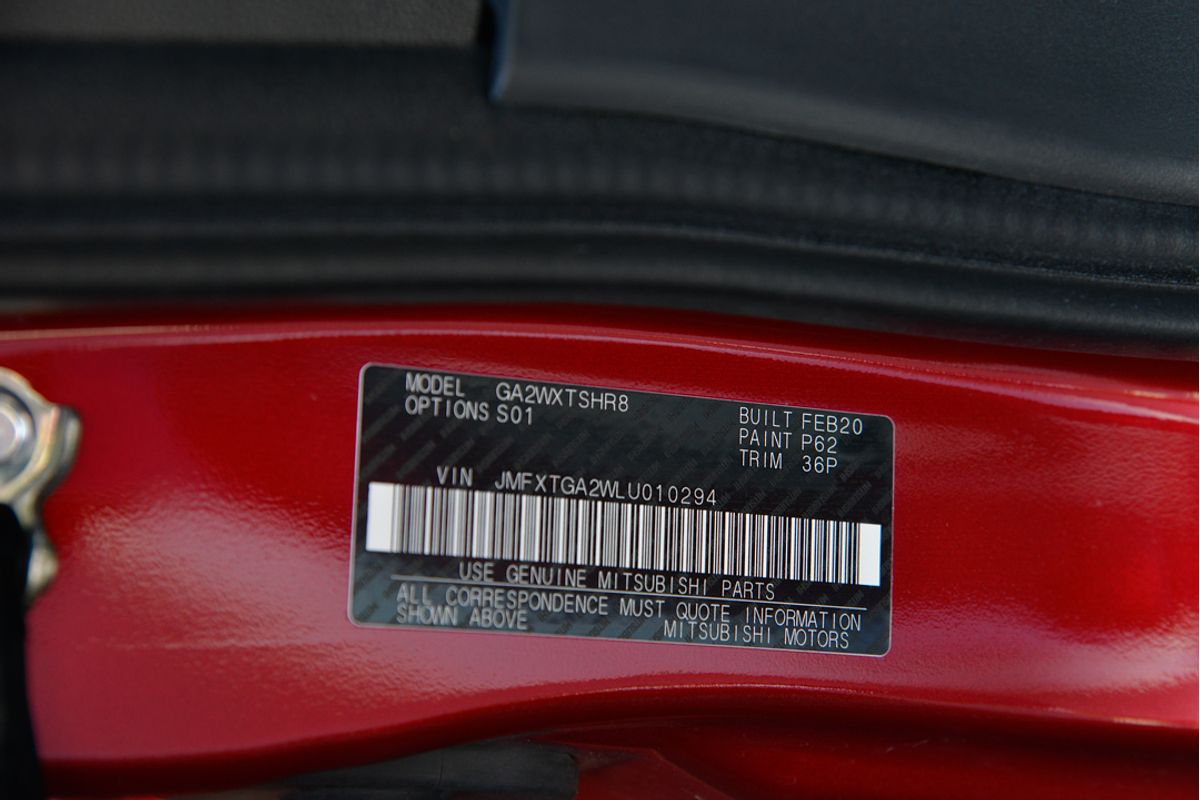 MODEL GA2WXTSHR8
OPTIONS S01
BUILT FEB20
PAINT P62
TRIM 36P
VIN JMFXTGA2WLU010294
USE GENUINE MITSUBISHI PARTS
ALL CORRESPONDENCE MUST QUOTE INFORMATION
SHOWN ABOVE MITSUBISHI MOTORS